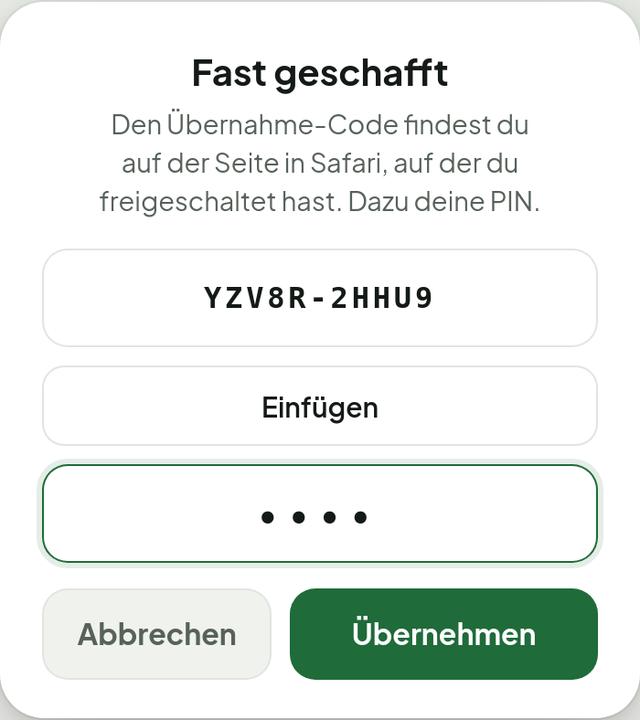 Fast geschafft
Den Übernahme-Code findest du
auf der Seite in Safari, auf der du
freigeschaltet hast. Dazu deine PIN.
YZV8R-2HHU9
Einfügen
••••
Abbrechen
Übernehmen